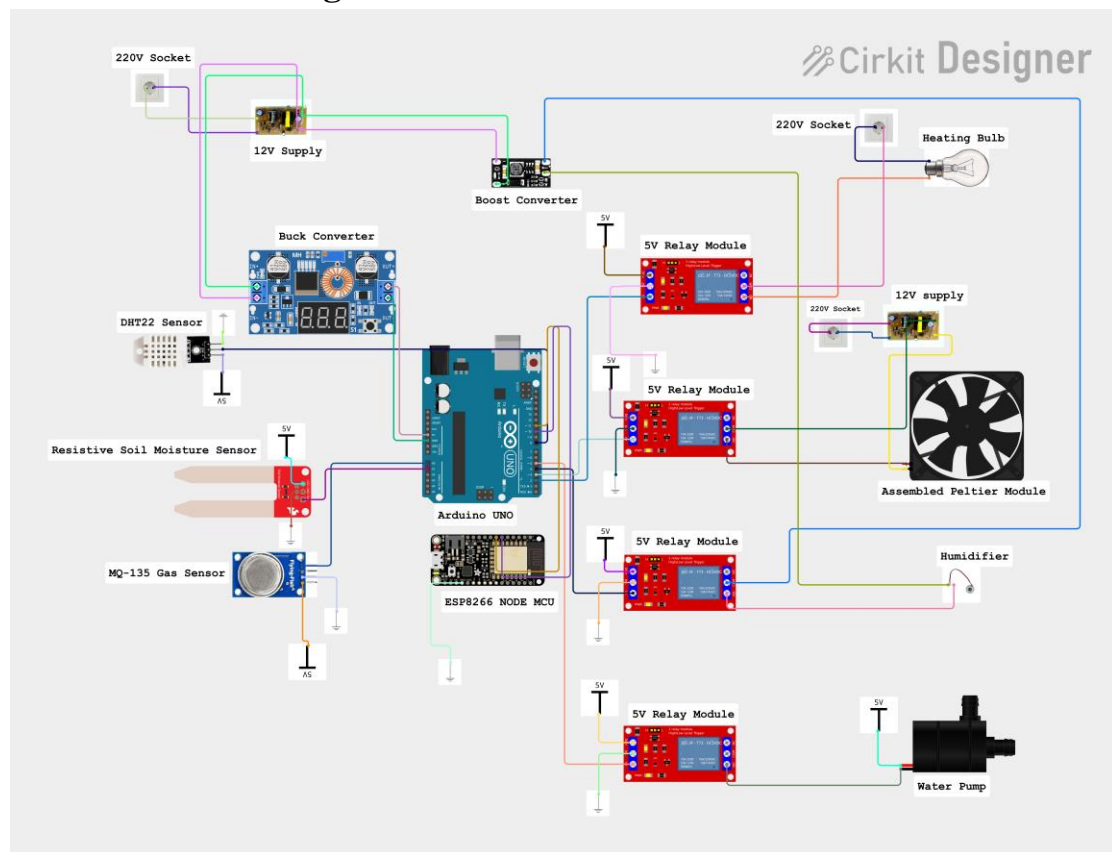 Cirkit Designer
220V Socket
12V Supply
Boost Converter
220V Socket
Heating Bulb
5V
5V Relay Module
Buck Converter
DHT22 Sensor
5V
220V Socket
12V supply
5V
5V Relay Module
Resistive Soil Moisture Sensor
5V
Assembled Peltier Module
Arduino UNO
UNO
5V
5V Relay Module
Humidifier
MQ-135 Gas Sensor
ESP8266 NODE MCU
5V
5V
5V Relay Module
5V
Water Pump